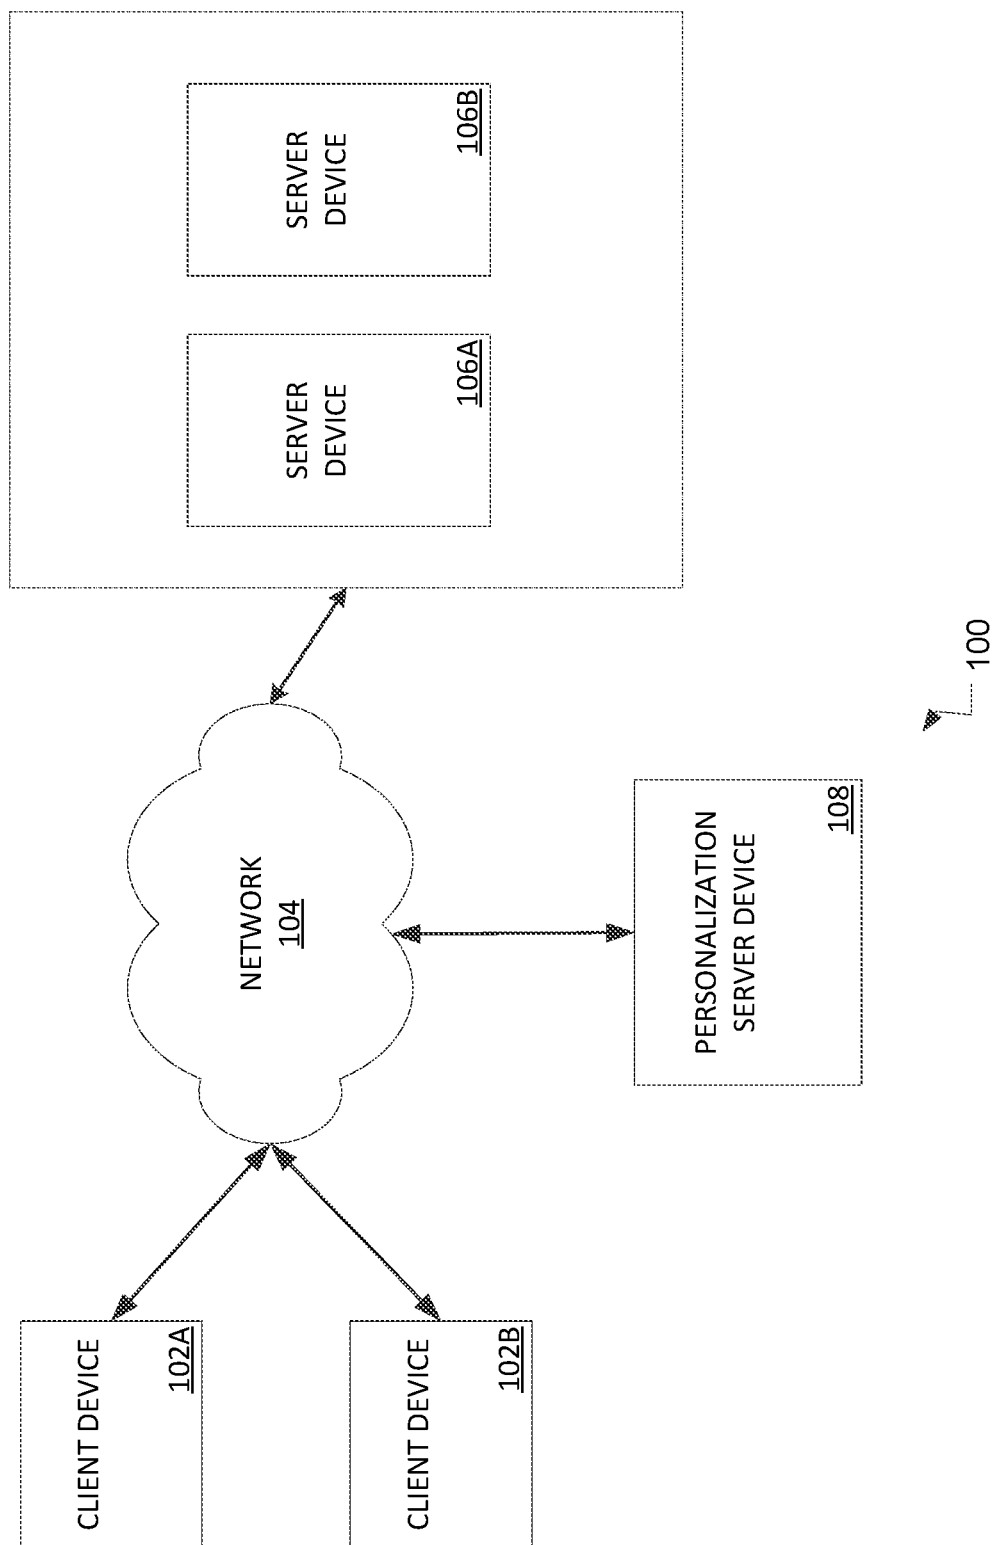 CLIENT DEVICE
102A
CLIENT DEVICE
102B
NETWORK
104
SERVER
DEVICE
106A
SERVER
DEVICE
106B
PERSONALIZATION
SERVER DEVICE
108
100